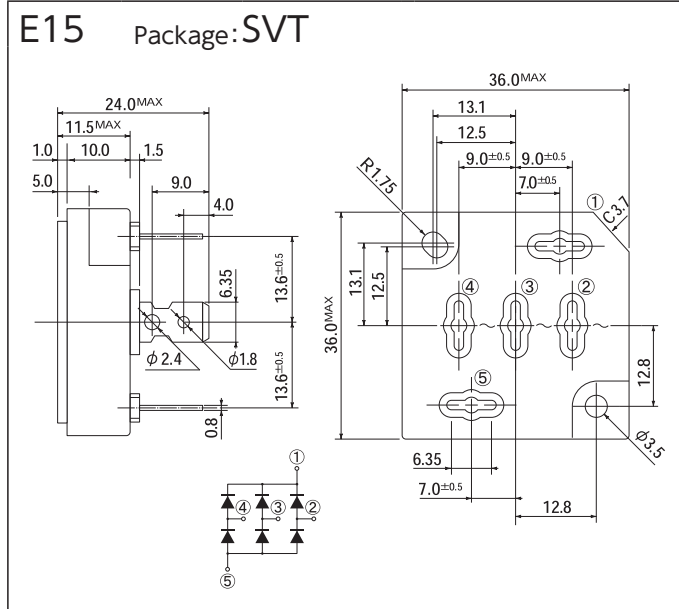 E15 Package:SVT
24.0MAX
11.5MAX
1.0 10.0 1.5
5.0 9.0
4.0
13.6±0.5
6.35
13.6±0.5
ϕ2.4 ϕ1.8
0.8
36.0MAX
13.1
12.5
9.0±0.5 9.0±0.5
7.0±0.5
R1.75
①
C3.7
13.1
12.5
36.0MAX
④ ③ ②
~ ~
⑤
12.8
6.35
7.0±0.5
ϕ3.5
12.8
①
④ ③ ②
⑤